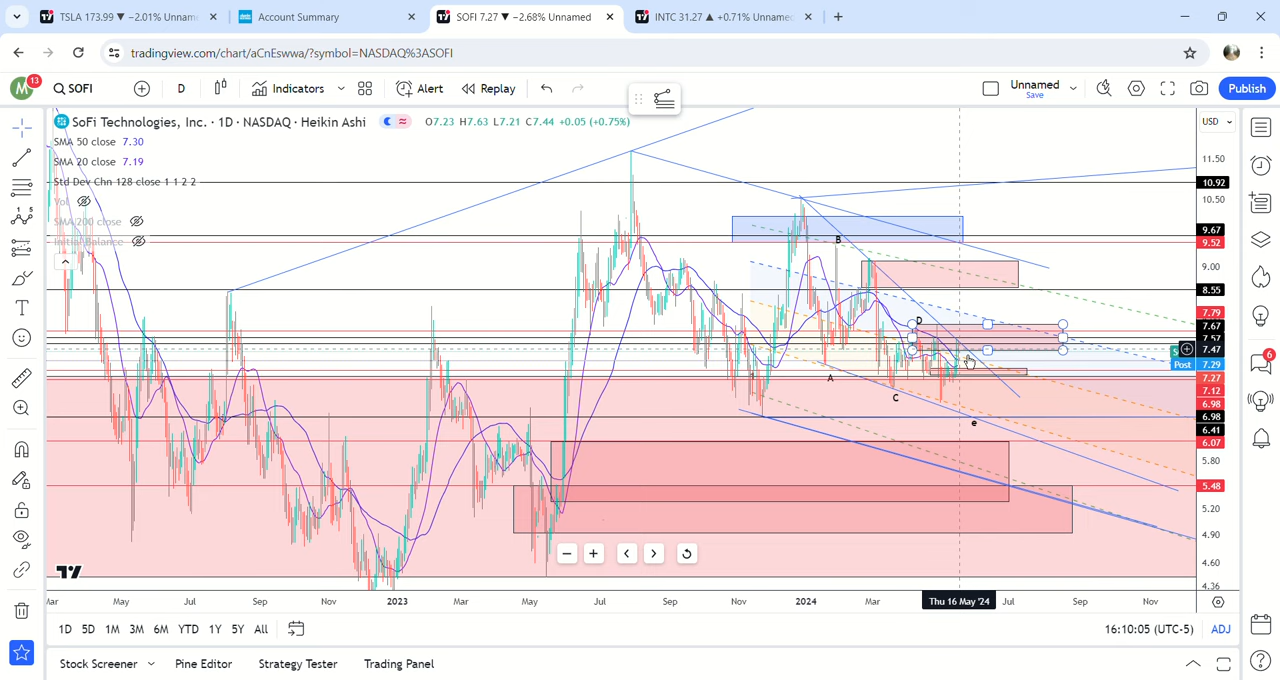 TSLA 173.99 ▼ −2.01% Unnam
Account Summary
SOFI 7.27 ▼ −2.68% Unnamed
INTC 31.27 ▲ +0.71% Unname
tradingview.com/chart/aCnEswwa/?symbol=NASDAQ%3ASOFI
M
13
SOFI
D
Indicators
Alert
Replay
Unnamed
Save
Publish
SoFi Technologies, Inc. · 1D · NASDAQ · Heikin Ashi
O7.23 H7.63 L7.21 C7.44 +0.05 (+0.75%)
USD
SMA 50 close 7.30
SMA 20 close 7.19
Std Dev Chn 128 close 1 1 2 2
Vol
SMA 200 close
Initial Balance
11.50
10.92
10.50
9.67
9.52
9.00
8.55
7.79
7.67
7.57
7.47
Post 7.29
7.27
7.12
6.98
6.98
6.41
6.07
5.80
5.48
5.20
4.90
4.60
4.36
B
D
A
C
e
6
Mar
May
Jul
Nov
2023
Mar
May
Jul
Sep
Nov
2024
Mar
Thu 16 May '24
Jul
Sep
Nov
1D
5D
1M
3M
6M
YTD
1Y
5Y
All
16:10:05 (UTC-5)
ADJ
Stock Screener
Pine Editor
Strategy Tester
Trading Panel